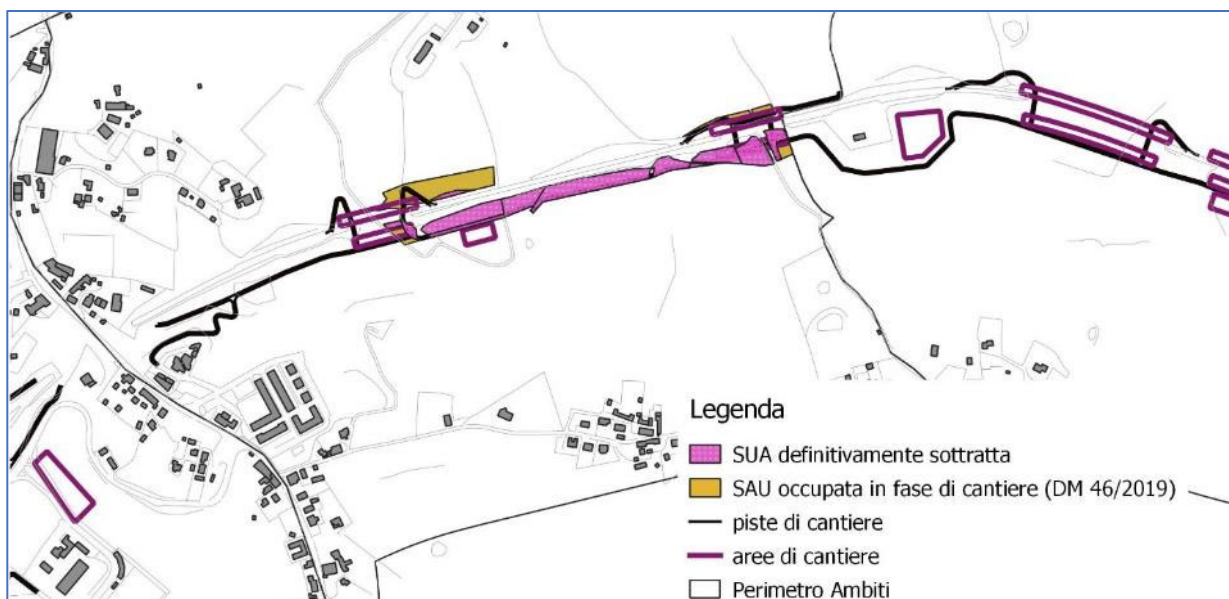 Legenda
SUA definitivamente sottratta
SAU occupata in fase di cantiere (DM 46/2019)
piste di cantiere
aree di cantiere
Perimetro Ambiti